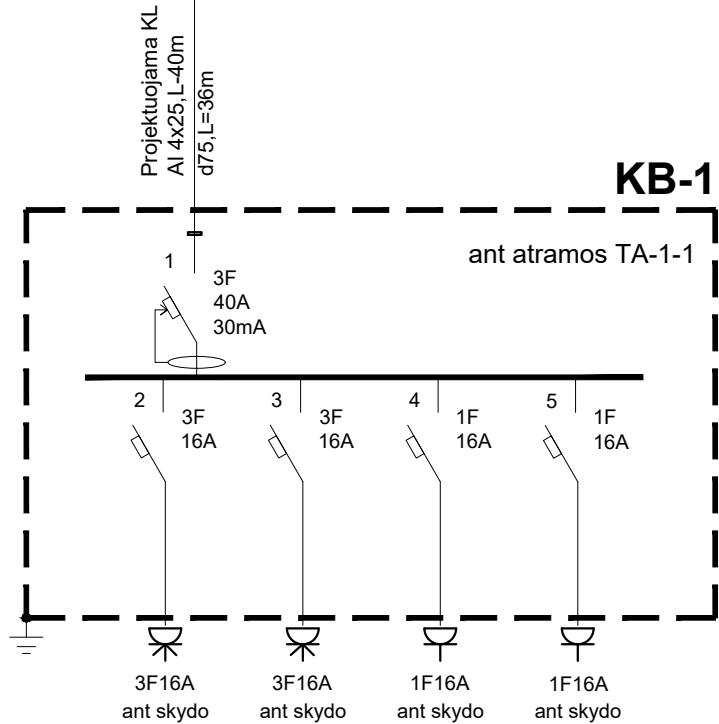 Projektuojama KL
Al 4x25,L-40m
d75,L=36m
KB-1
ant atramos TA-1-1
1
3F
40A
30mA
2
3F
16A
3
3F
16A
4
1F
16A
5
1F
16A
3F16A
ant skydo
3F16A
ant skydo
1F16A
ant skydo
1F16A
ant skydo